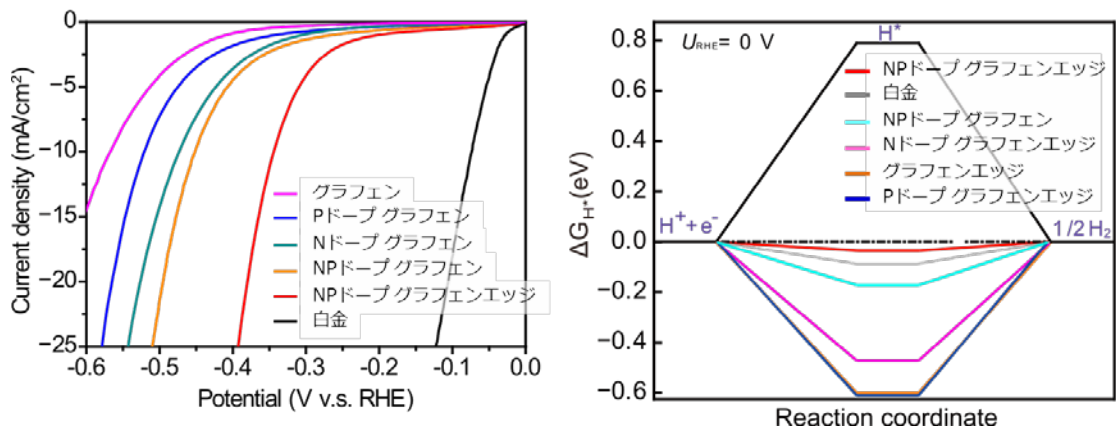 Current density (mA/cm²)
0
−5
−10
−15
−20
−25
グラフェン
Pドープ グラフェン
Nドープ グラフェン
NPドープ グラフェン
NPドープ グラフェンエッジ
白金
-0.6
-0.5
-0.4
-0.3
-0.2
-0.1
0.0
Potential (V v.s. RHE)
ΔG_H* (eV)
0.8
0.6
0.4
0.2
0.0
−0.2
−0.4
−0.6
U_RHE = 0 V
H*
NPドープ グラフェンエッジ
白金
NPドープ グラフェン
Nドープ グラフェンエッジ
グラフェンエッジ
Pドープ グラフェンエッジ
H⁺+e⁻
1/2H₂
Reaction coordinate